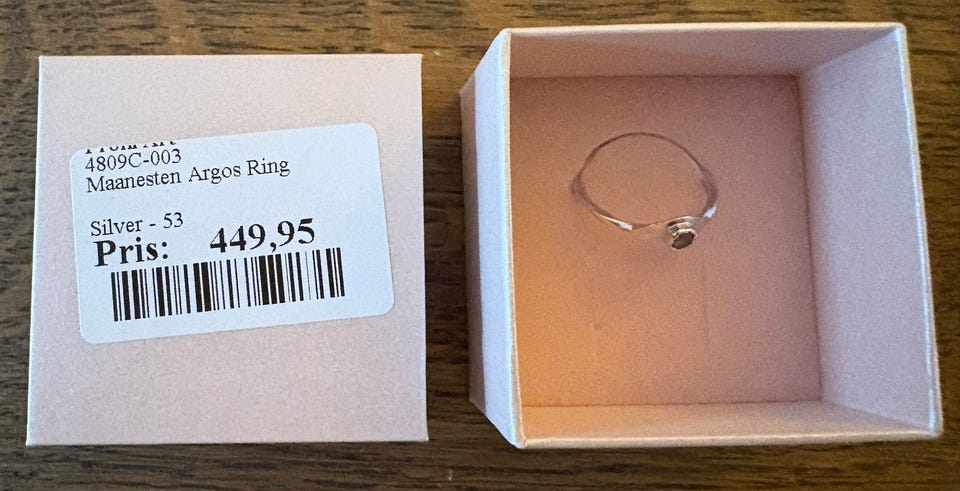 4809C-003
Maanesten Argos Ring
Silver - 53
Pris: 449,95